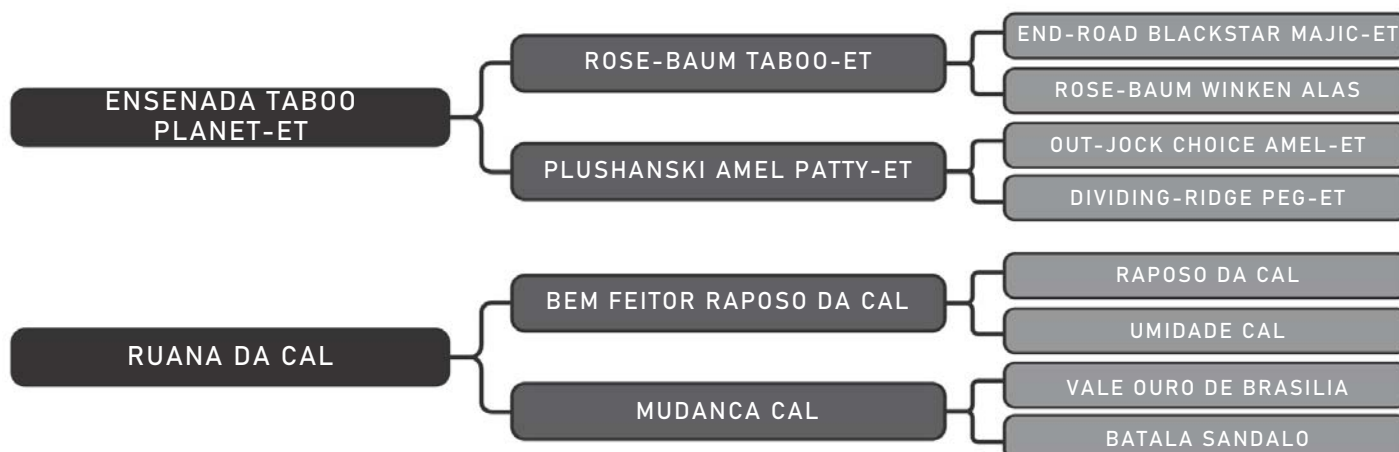 ENSENADA TABOO
PLANET-ET
ROSE-BAUM TABOO-ET
END-ROAD BLACKSTAR MAJIC-ET
ROSE-BAUM WINKEN ALAS
PLUSHANSKI AMEL PATTY-ET
OUT-JOCK CHOICE AMEL-ET
DIVIDING-RIDGE PEG-ET
RUANA DA CAL
BEM FEITOR RAPOSO DA CAL
RAPOSO DA CAL
UMIDADE CAL
MUDANCA CAL
VALE OURO DE BRASILIA
BATALA SANDALO